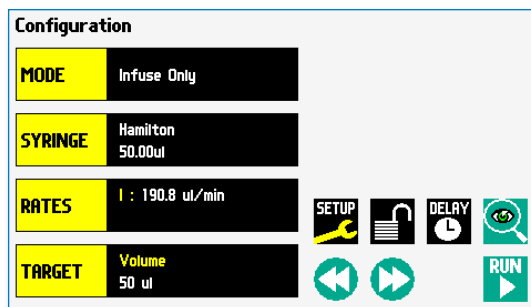 Configuration
MODE
Infuse Only
SYRINGE
Hamilton
50.00ul
RATES
I : 190.8 ul/min
TARGET
Volume
50 ul
SETUP
DELAY
RUN